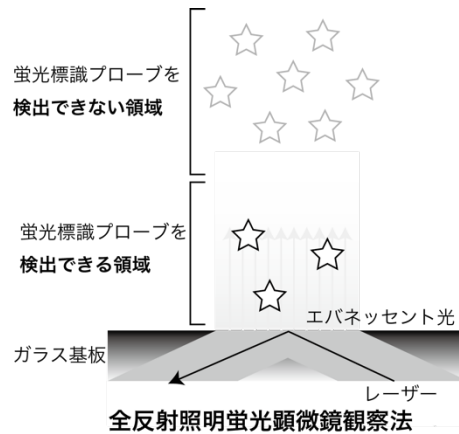 蛍光標識プローブを
検出できない領域
蛍光標識プローブを
検出できる領域
エバネッセント光
ガラス基板
レーザー
全反射照明蛍光顕微鏡観察法